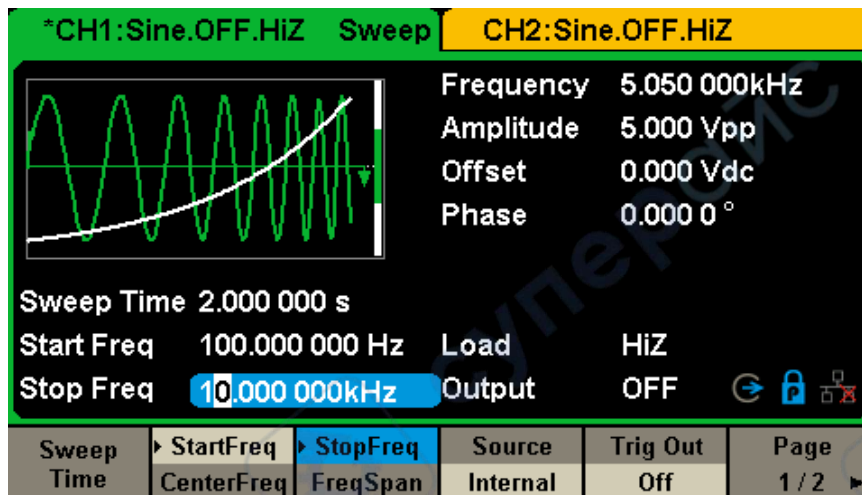 *CH1:Sine.OFF.HiZ Sweep CH2:Sine.OFF.HiZ
Frequency 5.050 000kHz
Amplitude 5.000 Vpp
Offset 0.000 Vdc
Phase 0.000 0 °
Sweep Time 2.000 000 s
Start Freq 100.000 000 Hz Load HiZ
Stop Freq 10.000 000kHz Output OFF
P
Sweep Time
StartFreq StopFreq Source Trig Out Page
CenterFreq FreqSpan Internal Off 1/2
суперайс